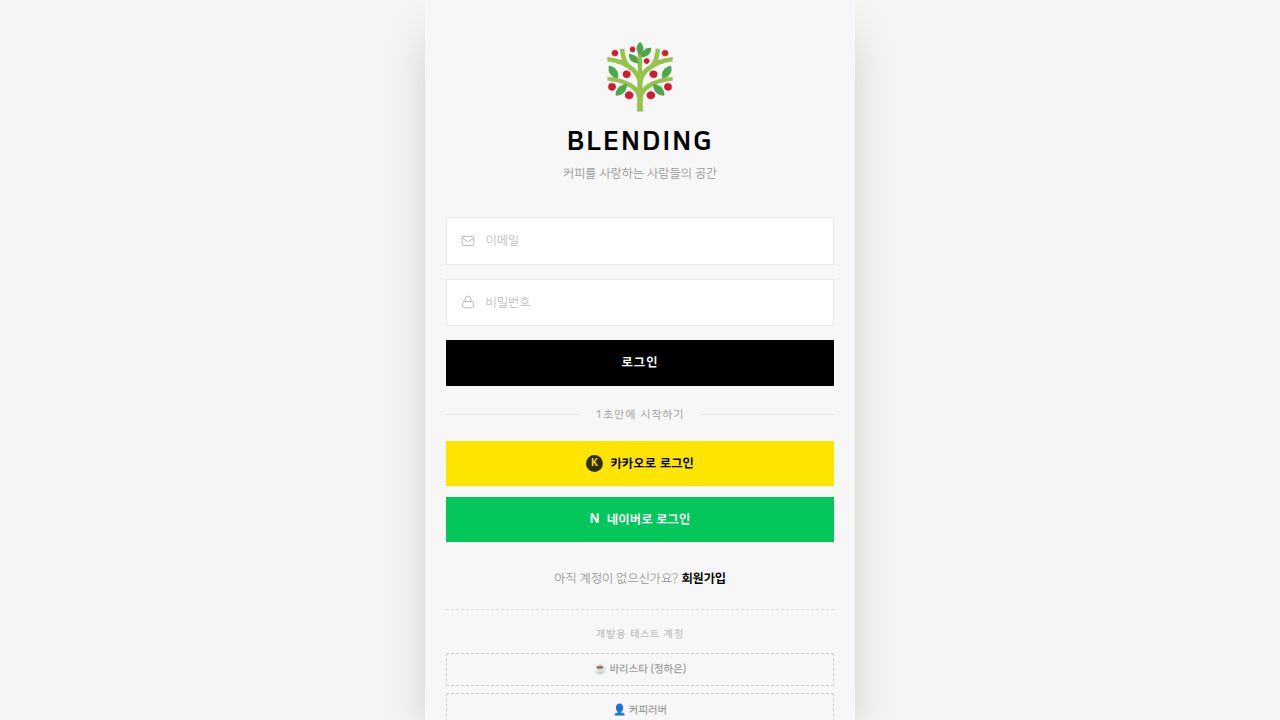 BLENDING
커피를 사랑하는 사람들의 공간
이메일
비밀번호
로그인
1초만에 시작하기
K 카카오로 로그인
N 네이버로 로그인
아직 계정이 없으신가요? 회원가입
개발용 테스트 계정
☕ 바리스타 (정하은)
👤 커피러버